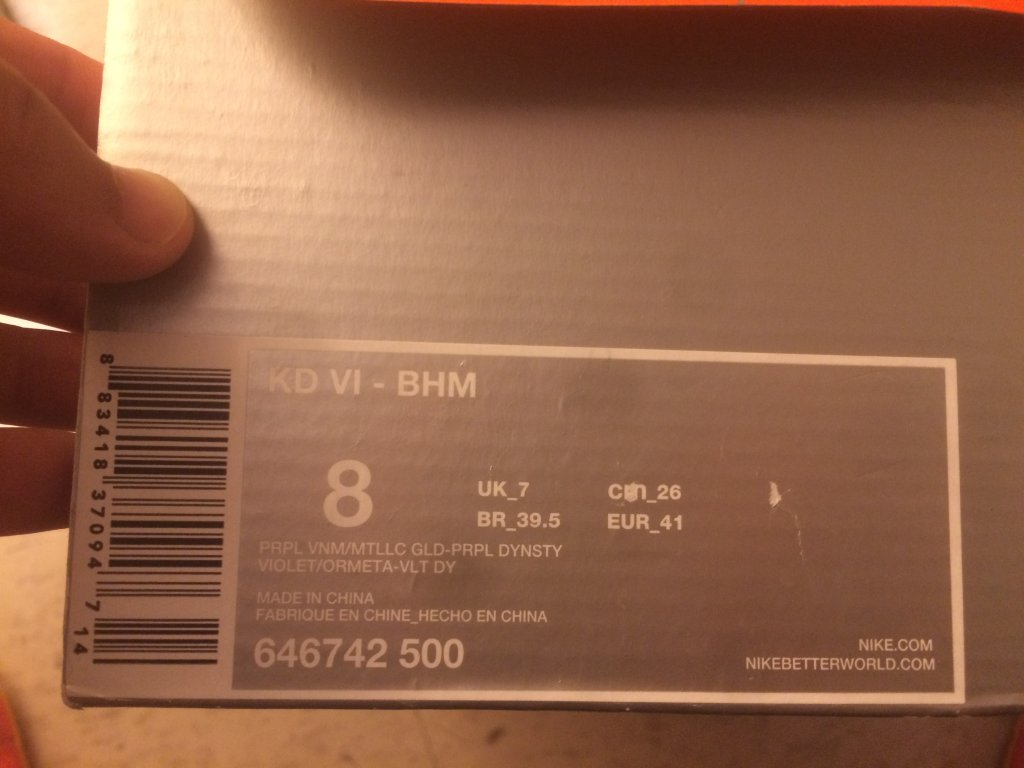 KD VI - BHM
8
UK_7 cm_26
BR_39.5 EUR_41
PRPL VNM/MTLLC GLD-PRPL DYNSTY
VIOLET/ORMETA-VLT DY
MADE IN CHINA
FABRIQUE EN CHINE_HECHO EN CHINA
646742 500
NIKE.COM
NIKEBETTERWORLD.COM
8 83418 37094 7 14